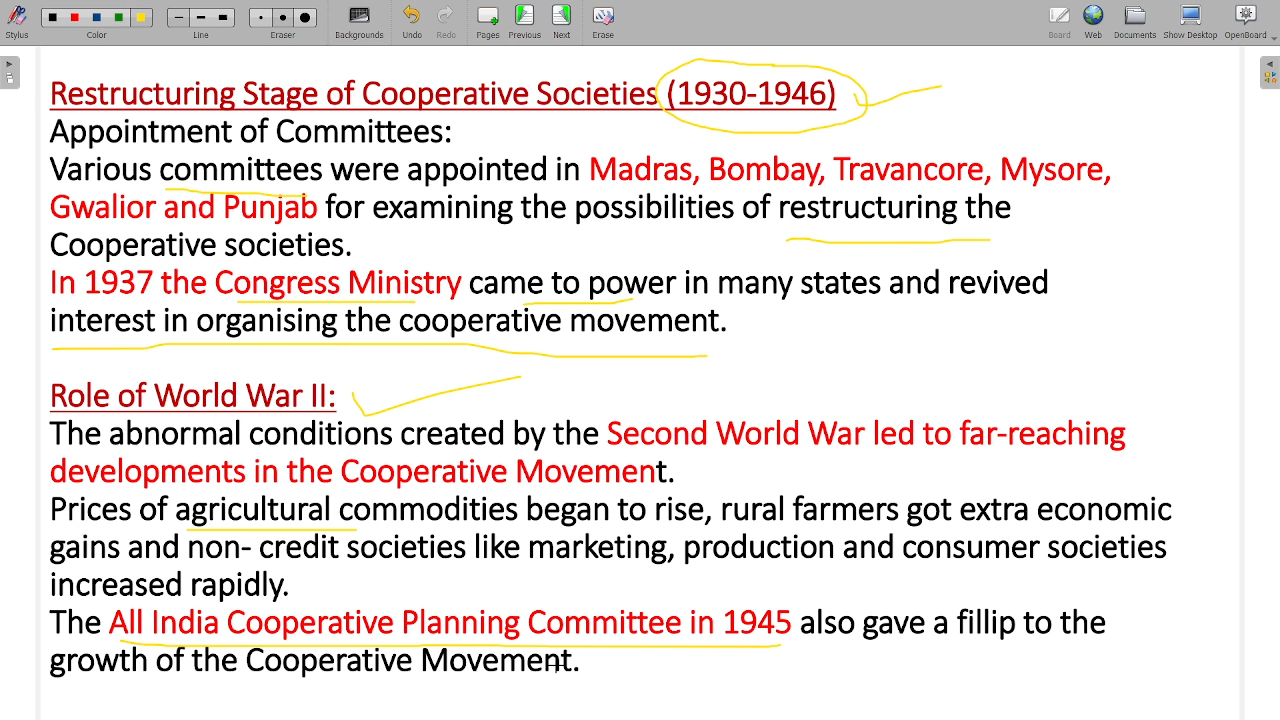 Stylus
Color
Line
Eraser
Backgrounds
Undo
Redo
Pages
Previous
Next
Erase
Board
Web
Documents
Show Desktop
OpenBoard
Restructuring Stage of Cooperative Societies (1930-1946)
Appointment of Committees:
Various committees were appointed in Madras, Bombay, Travancore, Mysore,
Gwalior and Punjab for examining the possibilities of restructuring the
Cooperative societies.
In 1937 the Congress Ministry came to power in many states and revived
interest in organising the cooperative movement.
Role of World War II:
The abnormal conditions created by the Second World War led to far-reaching
developments in the Cooperative Movement.
Prices of agricultural commodities began to rise, rural farmers got extra economic
gains and non- credit societies like marketing, production and consumer societies
increased rapidly.
The All India Cooperative Planning Committee in 1945 also gave a fillip to the
growth of the Cooperative Movement.